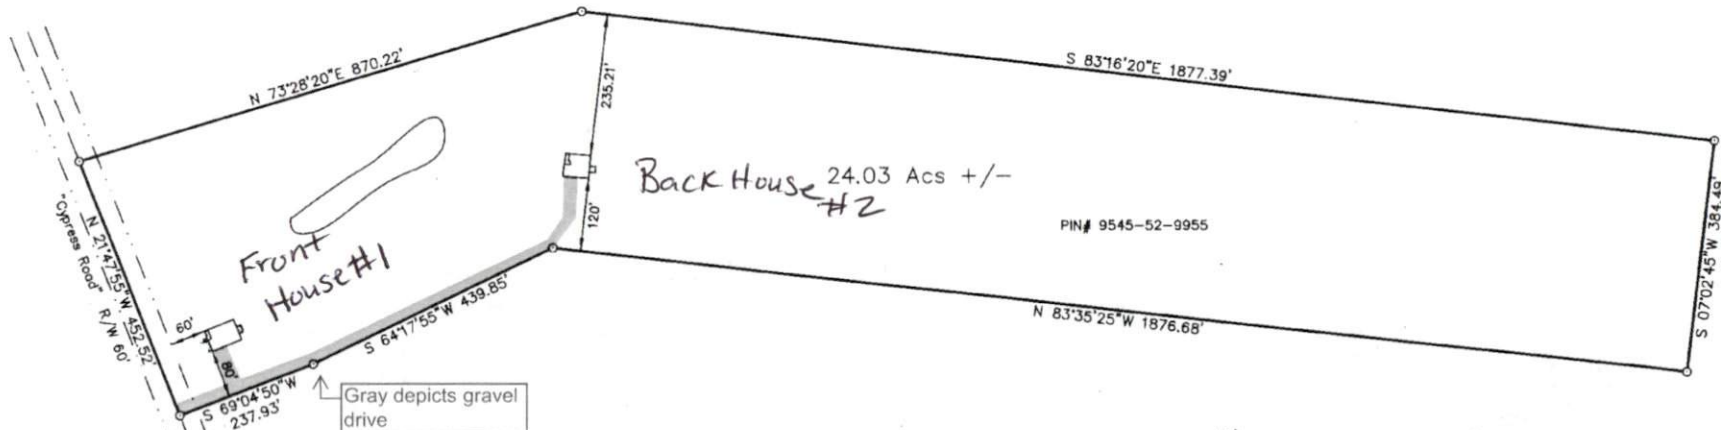 N 73°28'20"E 870.22'
S 83°16'20"E 1877.39'
235.21'
Back House
#2
24.03 Acs +/-
PIN# 9545-52-9955
120'
S 07°02'45"W 384.49'
N 21°47'55"W 452.52'
"Cypress Road" R/W 60'
Front
House #1
60'
80'
S 64°17'55"W 439.85'
N 83°35'25"W 1876.68'
S 69°04'50"W
237.93'
Gray depicts gravel
drive